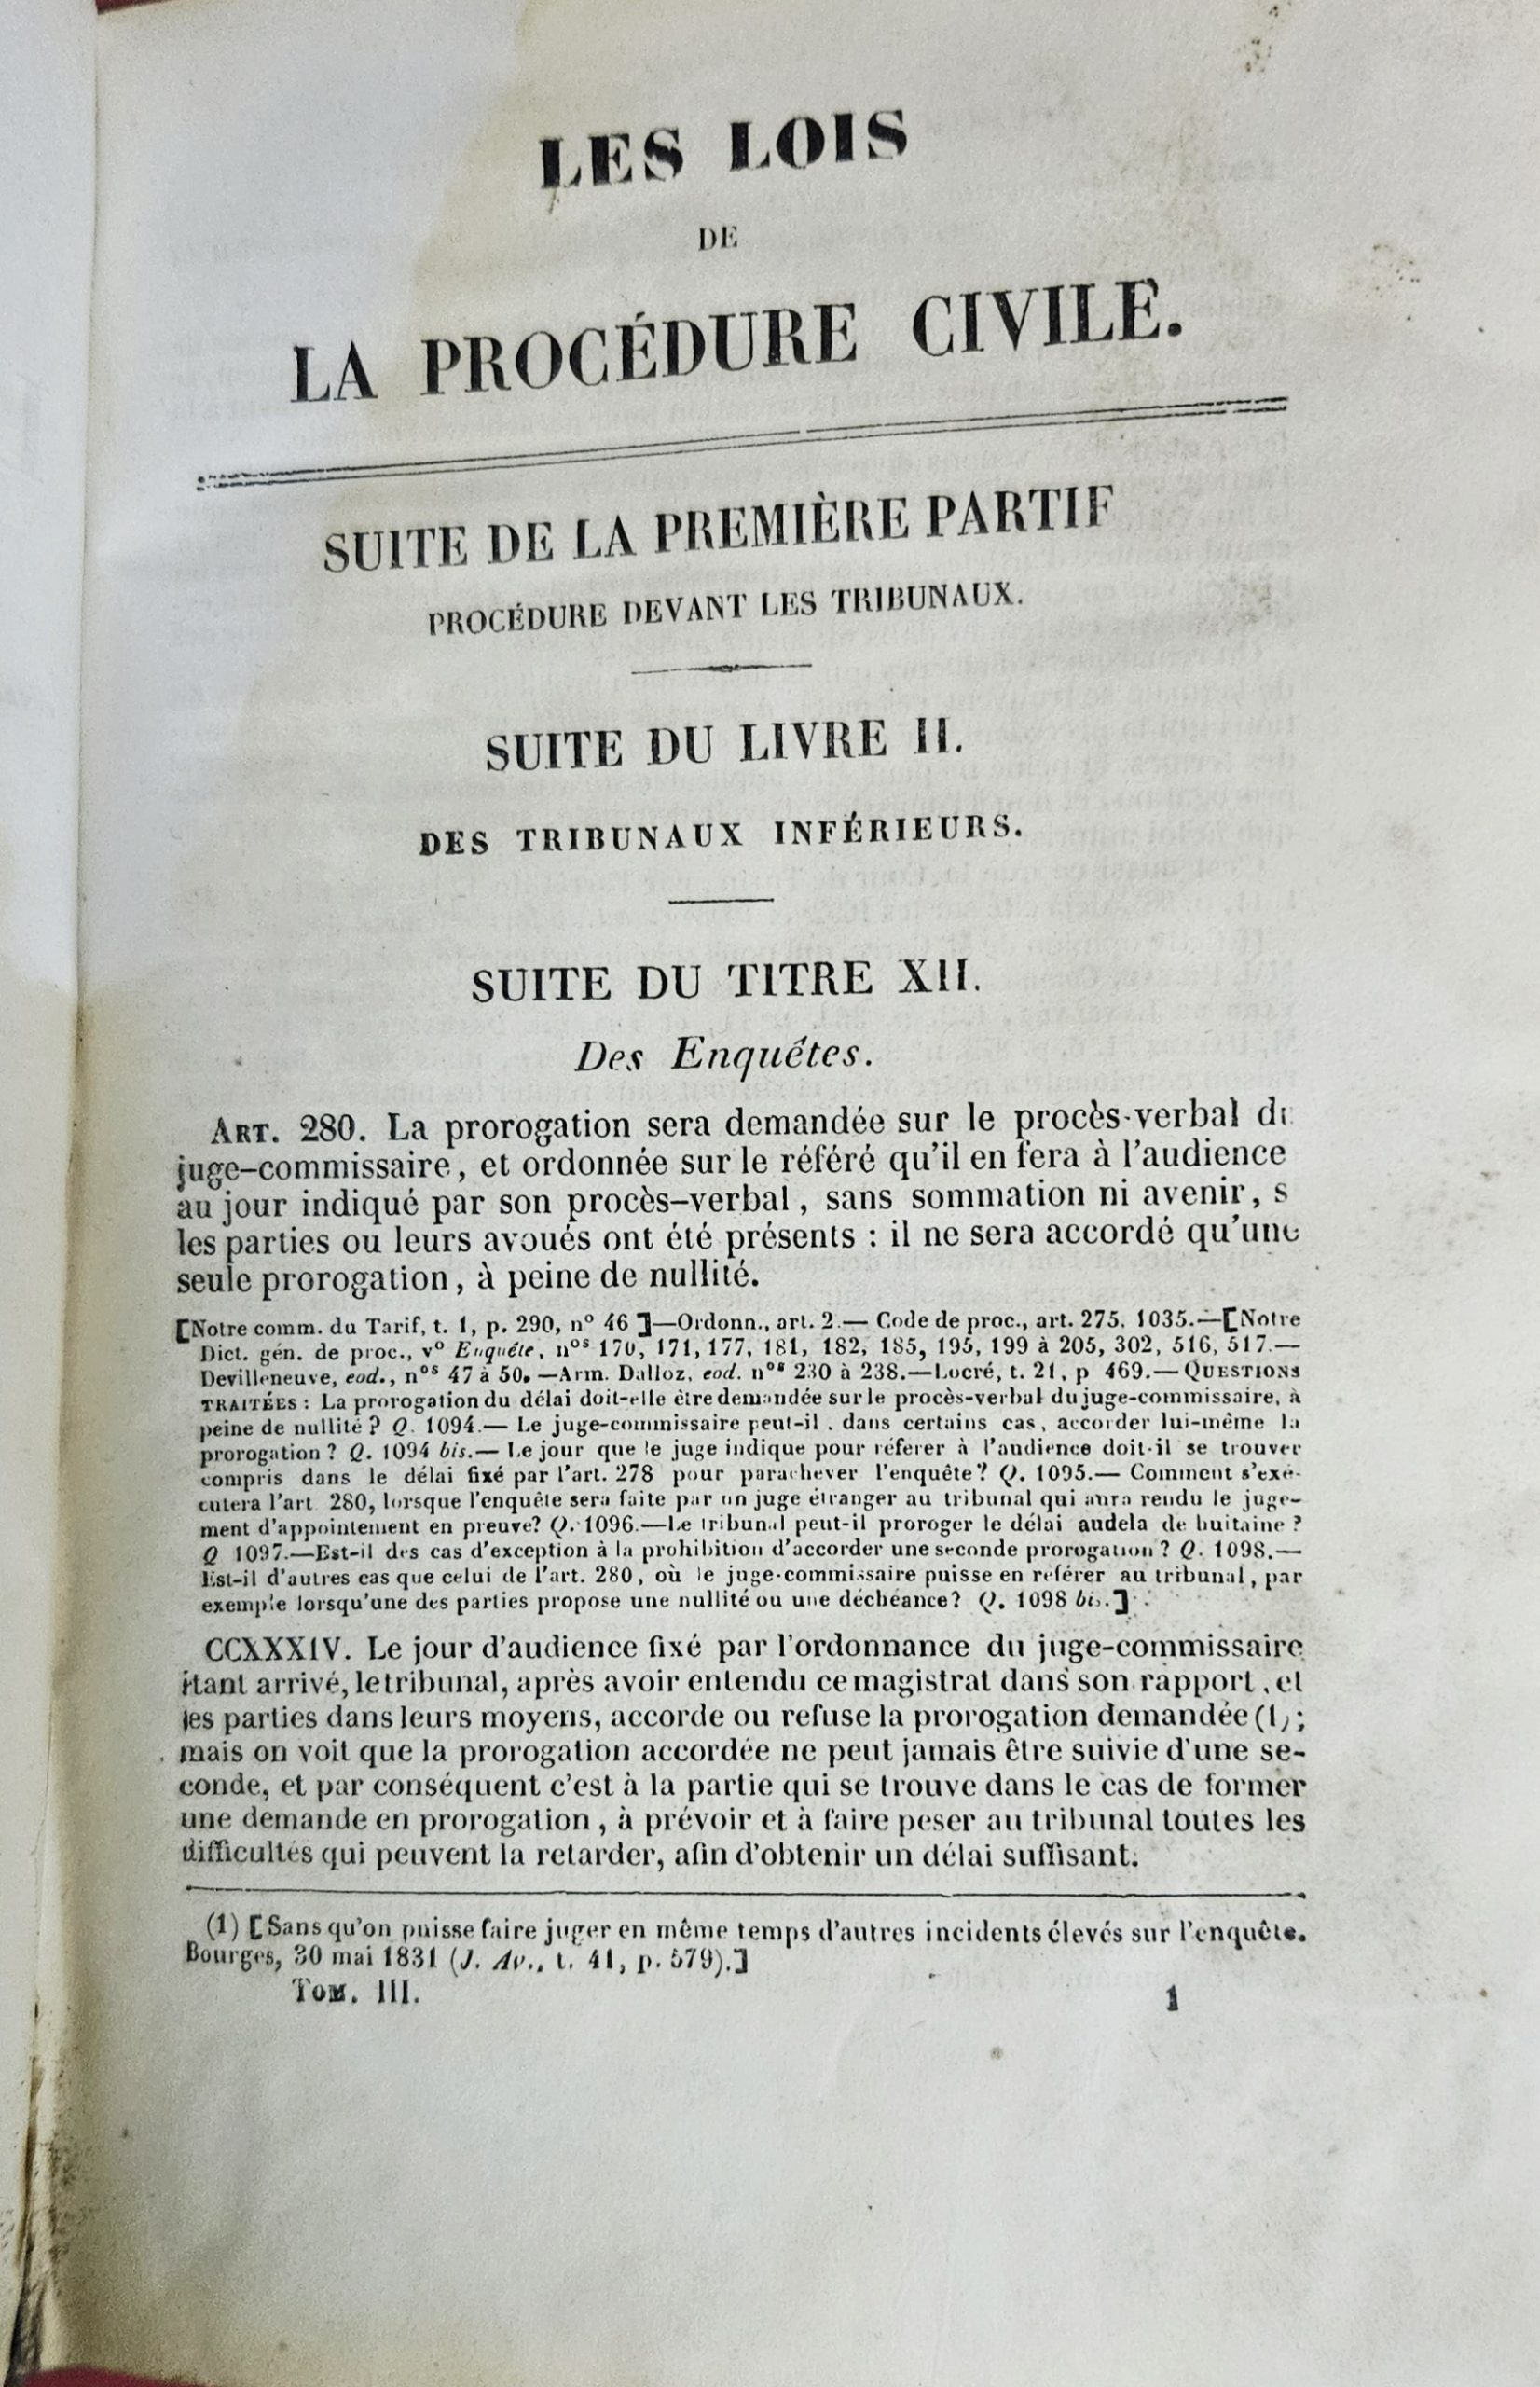 LES LOIS
DE
LA PROCÉDURE CIVILE.
SUITE DE LA PREMIÈRE PARTIE
PROCÉDURE DEVANT LES TRIBUNAUX.
SUITE DU LIVRE II.
DES TRIBUNAUX INFÉRIEURS.
SUITE DU TITRE XII.
Des Enquêtes.
ART. 280. La prorogation sera demandée sur le procès-verbal du
juge-commissaire, et ordonnée sur le référé qu'il en fera à l'audience
au jour indiqué par son procès-verbal, sans sommation ni avenir, s
les parties ou leurs avoués ont été présents : il ne sera accordé qu'une
seule prorogation, à peine de nullité.
[Notre comm. du Tarif, t. 1, p. 290, nº 46]—Ordonn., art. 2.— Code de proc., art. 275, 1035.—[Notre
Dict. gén. de proc., vº Enquête, nos 170, 171, 177, 181, 182, 185, 195, 199 à 205, 302, 516, 517.—
Devilleneuve, eod., nos 47 à 50.—Arm. Dalloz, eod. nos 230 à 238.—Locré, t. 21, p 469.—QUESTIONS
TRAITÉES : La prorogation du délai doit-elle être demandée sur le procès-verbal du juge-commissaire, à
peine de nullité ? Q. 1094.— Le juge-commissaire peut-il, dans certains cas, accorder lui-même la
prorogation ? Q. 1094 bis.— Le jour que le juge indique pour référer à l'audience doit-il se trouver
compris dans le délai fixé par l'art. 278 pour parachever l'enquête ? Q. 1095.— Comment s'exé-
cutera l'art 280, lorsque l'enquête sera faite par un juge étranger au tribunal qui aura rendu le juge-
ment d'appointement en preuve? Q. 1096.—Le tribunal peut-il proroger le délai audela de huitaine ?
Q 1097.—Est-il des cas d'exception à la prohibition d'accorder une seconde prorogation ? Q. 1098.—
Est-il d'autres cas que celui de l'art. 280, où le juge-commissaire puisse en référer au tribunal, par
exemple lorsqu'une des parties propose une nullité ou une déchéance? Q. 1098 bis.]
CCXXXIV. Le jour d'audience fixé par l'ordonnance du juge-commissaire
étant arrivé, le tribunal, après avoir entendu ce magistrat dans son rapport, et
les parties dans leurs moyens, accorde ou refuse la prorogation demandée (1);
mais on voit que la prorogation accordée ne peut jamais être suivie d'une se-
conde, et par conséquent c'est à la partie qui se trouve dans le cas de former
une demande en prorogation, à prévoir et à faire peser au tribunal toutes les
difficultés qui peuvent la retarder, afin d'obtenir un délai suffisant.
(1) [Sans qu'on puisse faire juger en même temps d'autres incidents élevés sur l'enquête.
Bourges, 30 mai 1831 (J. Av., t. 41, p. 579).]
TOM. III. 1